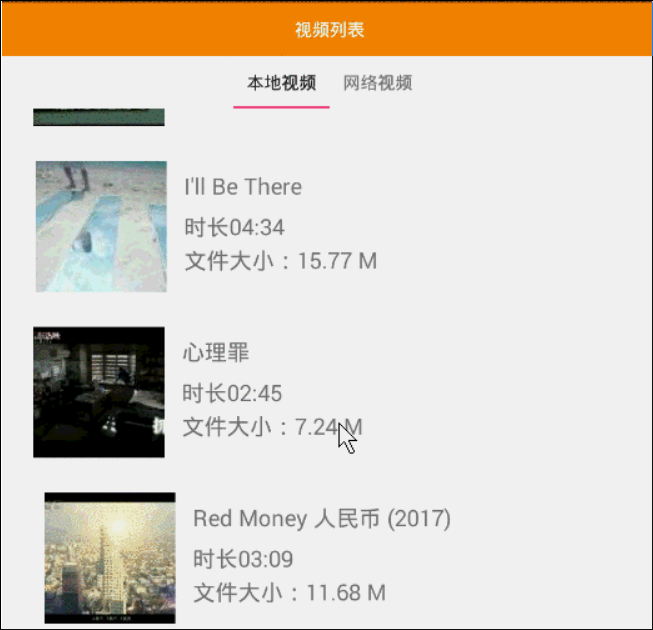 视频列表
本地视频 网络视频
I'll Be There
时长04:34
文件大小：15.77 M
心理罪
时长02:45
文件大小：7.24 M
Red Money 人民币 (2017)
时长03:09
文件大小：11.68 M